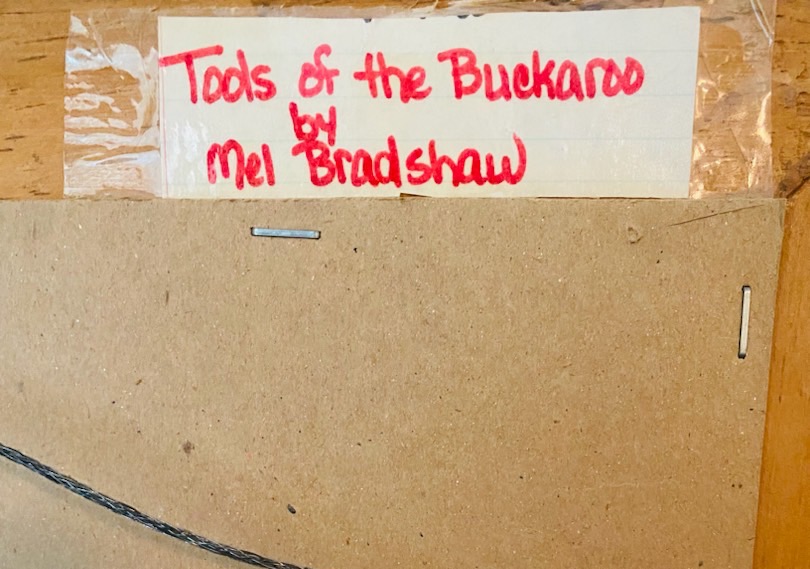 Tools of the Buckaroo
by
Mel Bradshaw